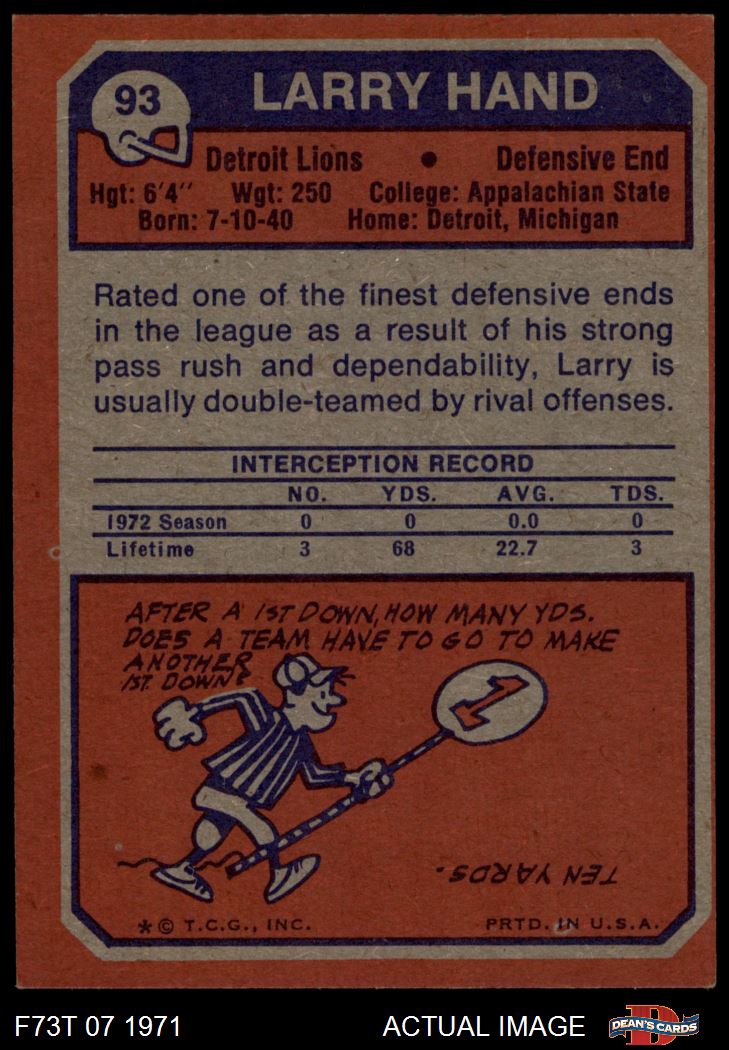 93
LARRY HAND
Detroit Lions • Defensive End
Hgt: 6'4" Wgt: 250 College: Appalachian State
Born: 7-10-40 Home: Detroit, Michigan
Rated one of the finest defensive ends
in the league as a result of his strong
pass rush and dependability, Larry is
usually double-teamed by rival offenses.
INTERCEPTION RECORD
NO. YDS. AVG. TDS.
1972 Season 0 0 0.0 0
Lifetime 3 68 22.7 3
AFTER A 1ST DOWN, HOW MANY YDS.
DOES A TEAM HAVE TO GO TO MAKE
ANOTHER
1ST DOWN?
1
TEN YARDS.
* © T.C.G., INC. PRTD. IN U.S.A.
F73T 07 1971 ACTUAL IMAGE
D
DEAN'S CARDS